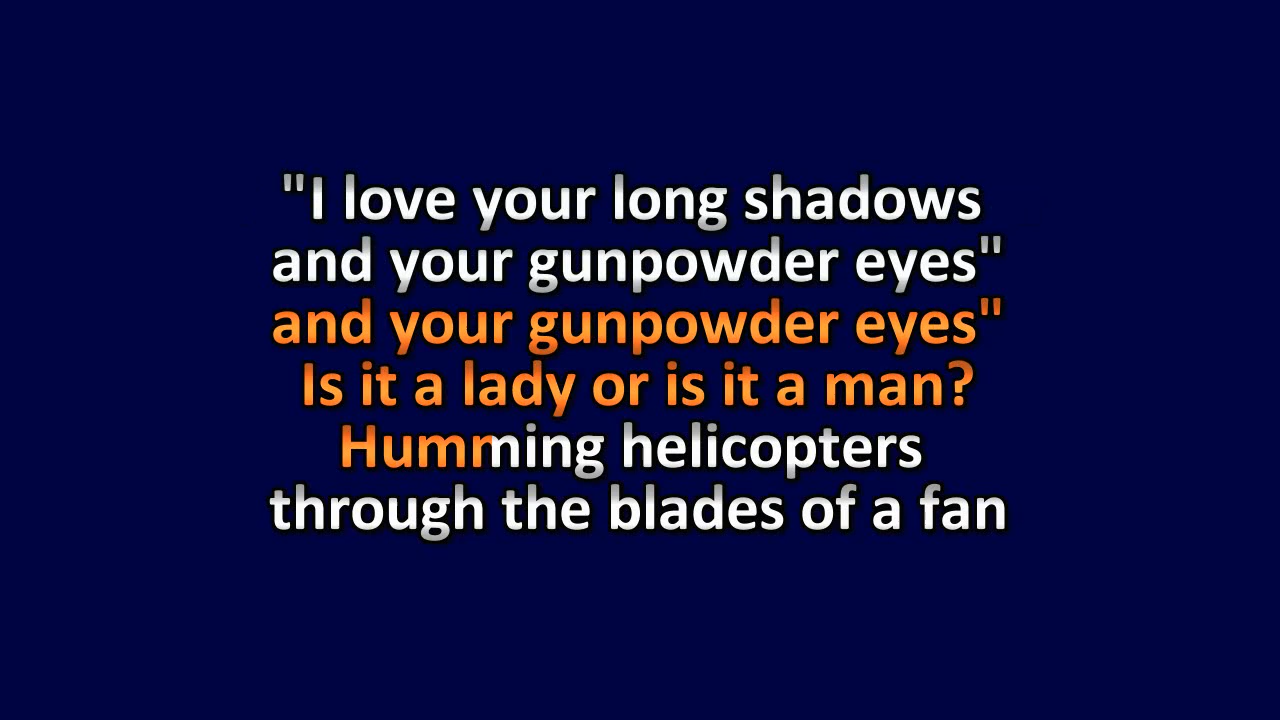 "I love your long shadows
and your gunpowder eyes"
and your gunpowder eyes"
Is it a lady or is it a man?
Humming helicopters
through the blades of a fan